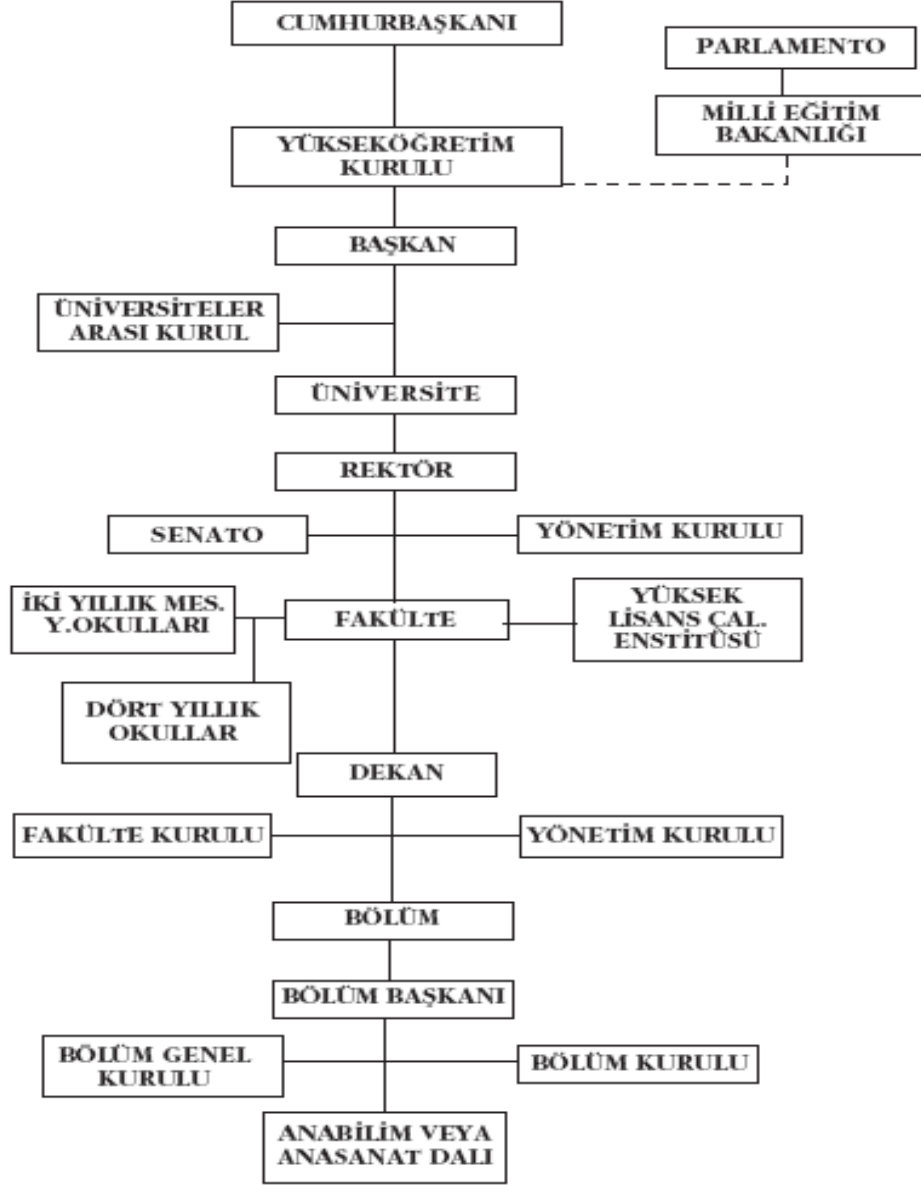 CUMHURBAŞKANI
PARLAMENTO
MİLLİ EĞİTİM
BAKANLIĞI
YÜKSEKÖĞRETİM
KURULU
BAŞKAN
ÜNİVERSİTELER
ARASI KURUL
ÜNİVERSİTE
REKTÖR
SENATO
YÖNETİM KURULU
İKİ YILLIK MES.
Y.OKULLARI
FAKÜLTE
YÜKSEK
LİSANS ÇAL.
ENSTİTÜSÜ
DÖRT YILLIK
OKULLAR
DEKAN
FAKÜLTE KURULU
YÖNETİM KURULU
BÖLÜM
BÖLÜM BAŞKANI
BÖLÜM GENEL
KURULU
BÖLÜM KURULU
ANABİLİM VEYA
ANASANAT DALI